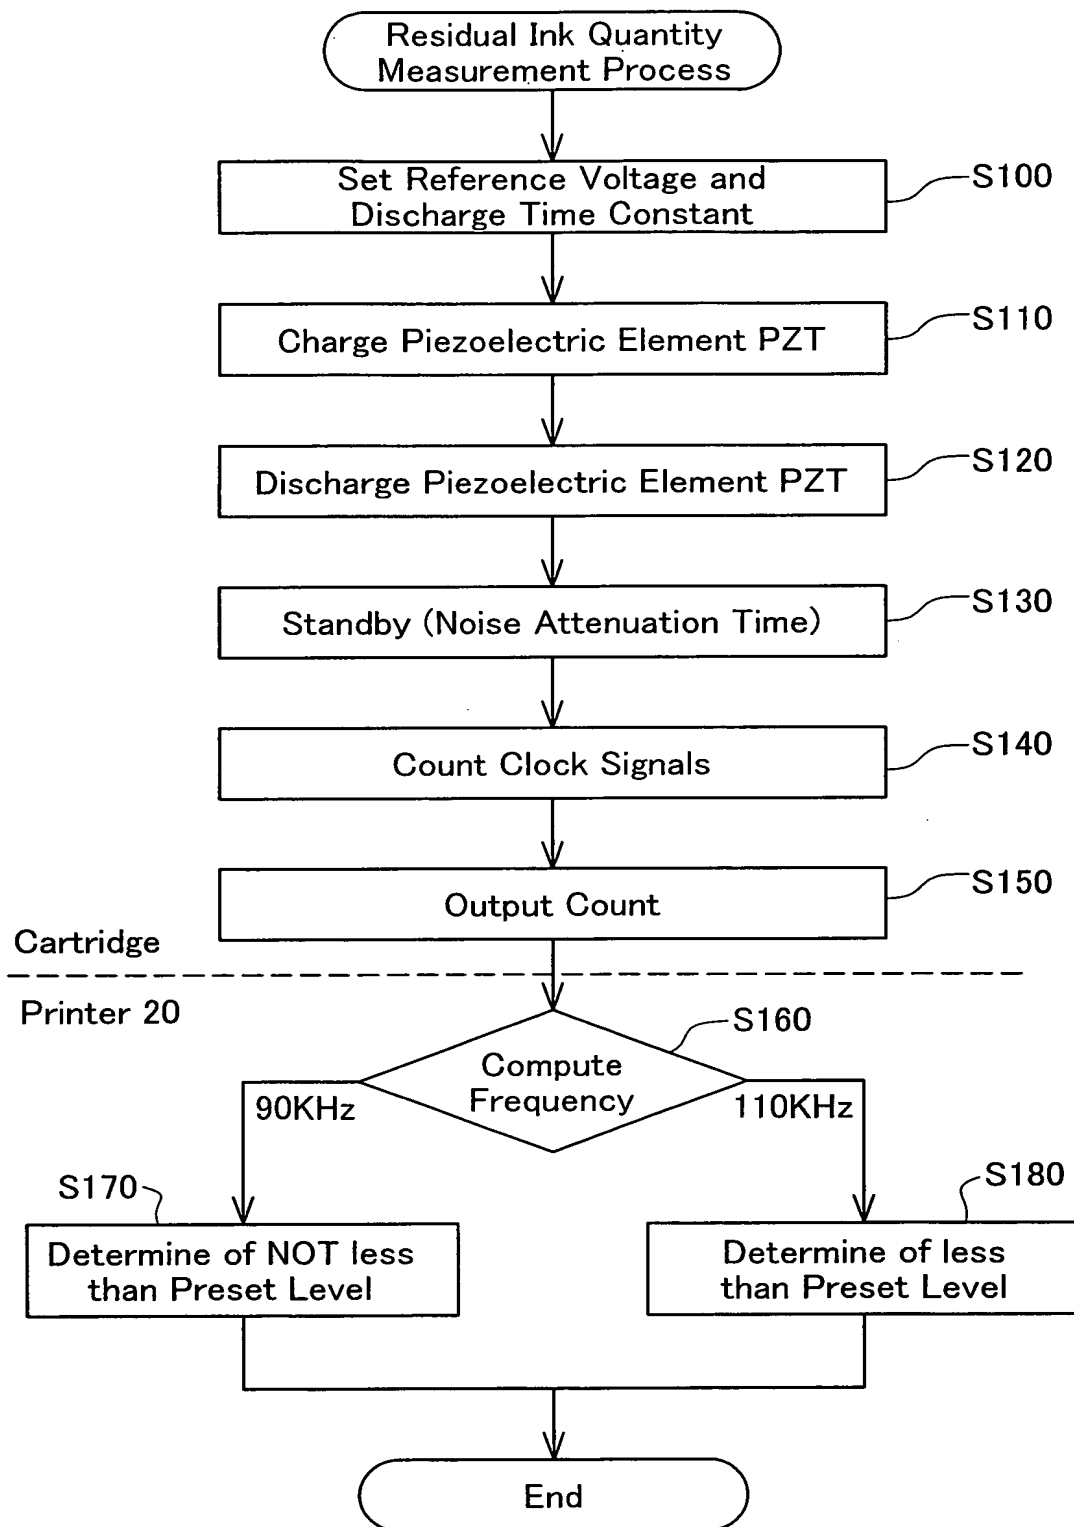 Residual Ink Quantity
Measurement Process
Set Reference Voltage and
Discharge Time Constant
S100
Charge Piezoelectric Element PZT
S110
Discharge Piezoelectric Element PZT
S120
Standby (Noise Attenuation Time)
S130
Count Clock Signals
S140
Output Count
S150
Cartridge
Printer 20
S160
Compute
Frequency
90KHz
110KHz
S170
S180
Determine of NOT less
than Preset Level
Determine of less
than Preset Level
End